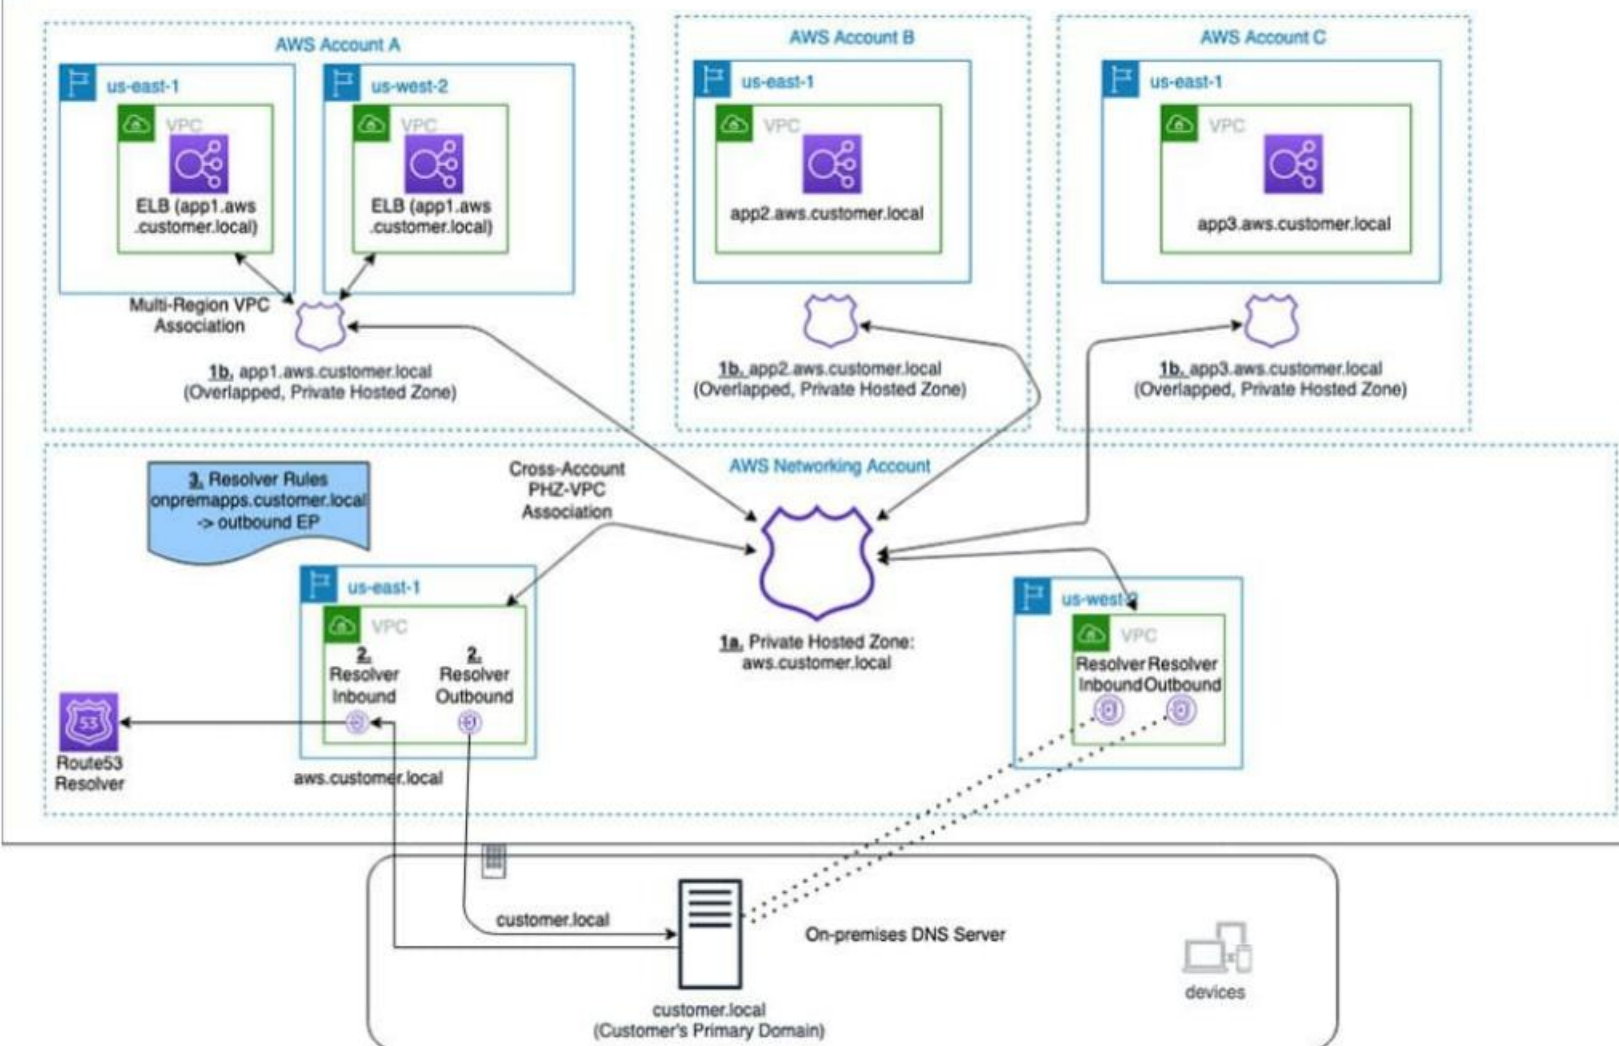 AWS Account A
AWS Account B
AWS Account C
us-east-1
us-west-2
us-east-1
us-east-1
VPC
VPC
VPC
VPC
ELB (app1.aws
.customer.local)
ELB (app1.aws
.customer.local)
app2.aws.customer.local
app3.aws.customer.local
Multi-Region VPC
Association
1b. app1.aws.customer.local
(Overlapped, Private Hosted Zone)
1b. app2.aws.customer.local
(Overlapped, Private Hosted Zone)
1b. app3.aws.customer.local
(Overlapped, Private Hosted Zone)
AWS Networking Account
3. Resolver Rules
onpremapps.customer.local
-> outbound EP
Cross-Account
PHZ-VPC
Association
us-east-1
VPC
2.
Resolver
Inbound
2.
Resolver
Outbound
aws.customer.local
53
Route53
Resolver
1a. Private Hosted Zone:
aws.customer.local
us-west-2
VPC
Resolver
Inbound
Resolver
Outbound
customer.local
On-premises DNS Server
customer.local
(Customer's Primary Domain)
devices